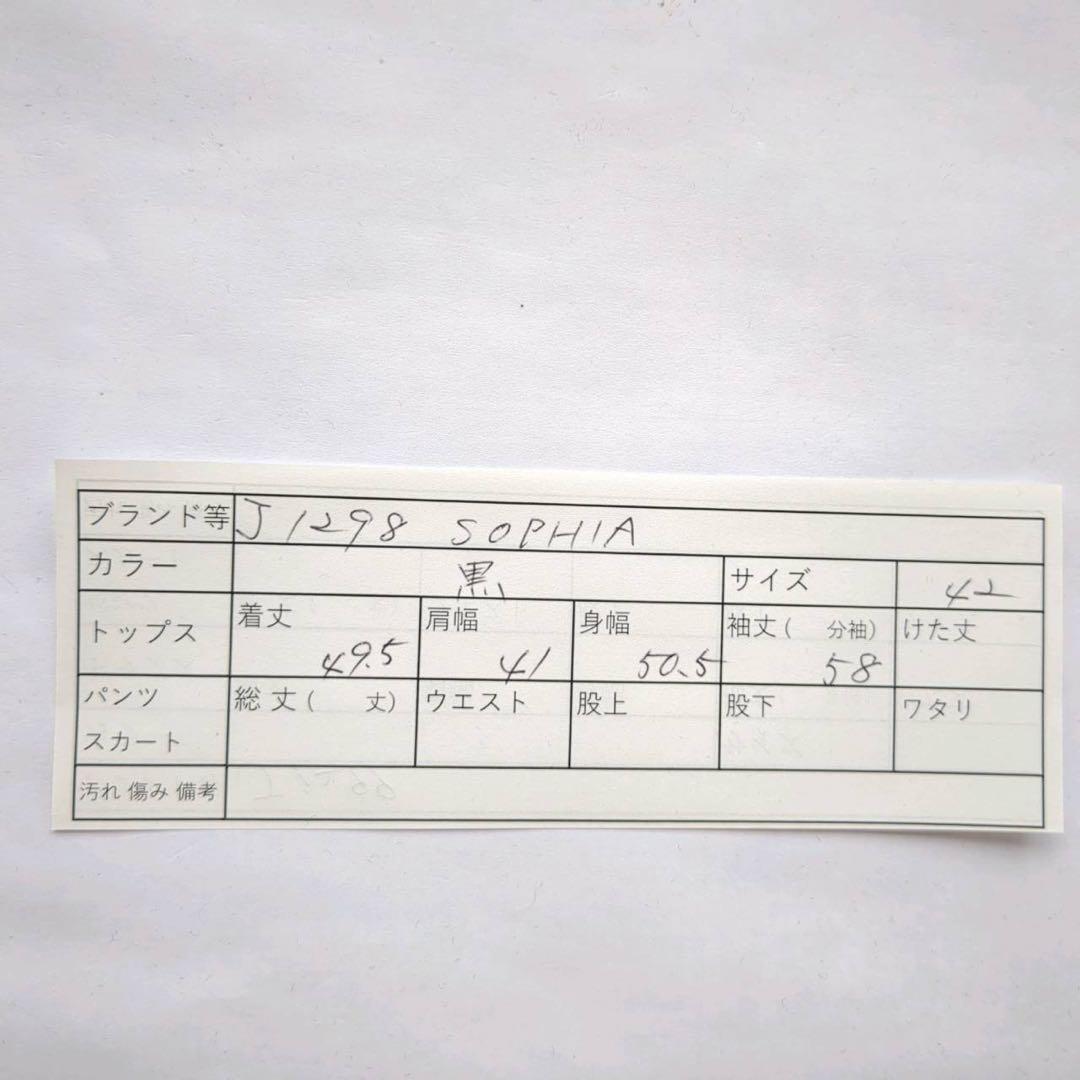 ブランド等 J1298 SOPHIA
カラー 黒 サイズ 42
トップス 着丈 49.5 肩幅 41 身幅 50.5 袖丈( 分袖) 58 けた丈
パンツ スカート 総丈( 丈) ウエスト 股上 股下 ワタリ
汚れ 傷み 備考